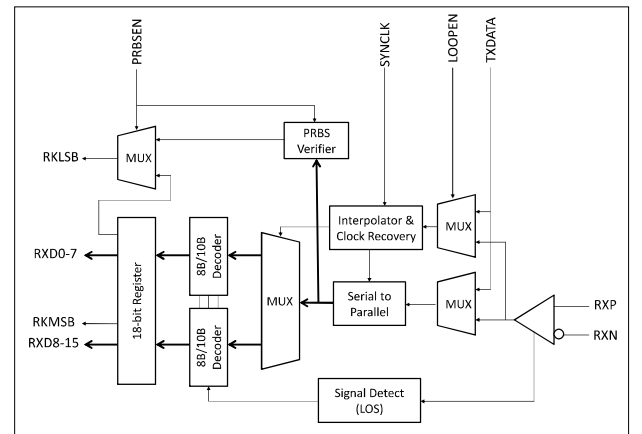 PRBSEN
SYNCLK
LOOPEN
TXDATA
PRBS
Verifier
MUX
RKLSB
Interpolator &
Clock Recovery
MUX
RXD0-7
18-bit Register
8B/10B
Decoder
MUX
Serial to
Parallel
MUX
RXP
RXN
RKMSB
RXD8-15
8B/10B
Decoder
Signal Detect
(LOS)